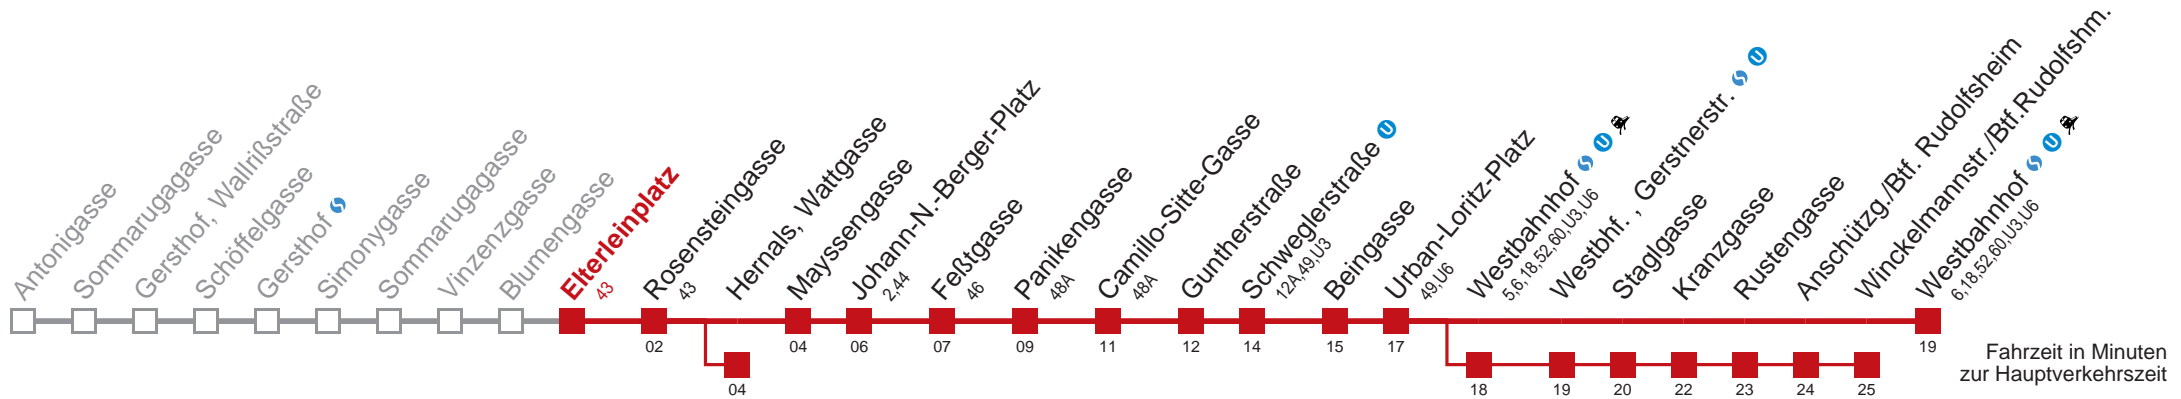 Antonigasse
Sommarugagasse
Gersthof, Wallrißstraße
Schöffelgasse
Gersthof S
Simonygasse
Sommarugagasse
Vinzenzgasse
Blumengasse
Elterleinplatz
43
Rosensteingasse
43
Hernals, Wattgasse
Mayssengasse
Johann-N.-Berger-Platz
2,44
Feßtgasse
46
Panikengasse
48A
Camillo-Sitte-Gasse
48A
Guntherstraße
Schweglerstraße U
12A,49,U3
Beingasse
Urban-Loritz-Platz
49,U6
Westbahnhof S U
5,6,18,52,60,U3,U6
Westbhf. , Gerstnerstr. S U
Staglgasse
Kranzgasse
Rustengasse
Anschützg./Btf. Rudolfsheim
Winckelmannstr./Btf.Rudolfshm.
Westbahnhof S U
6,18,52,60,U3,U6
02
04
06
07
09
11
12
14
15
17
19
04
18
19
20
22
23
24
25
Fahrzeit in Minuten
zur Hauptverkehrszeit